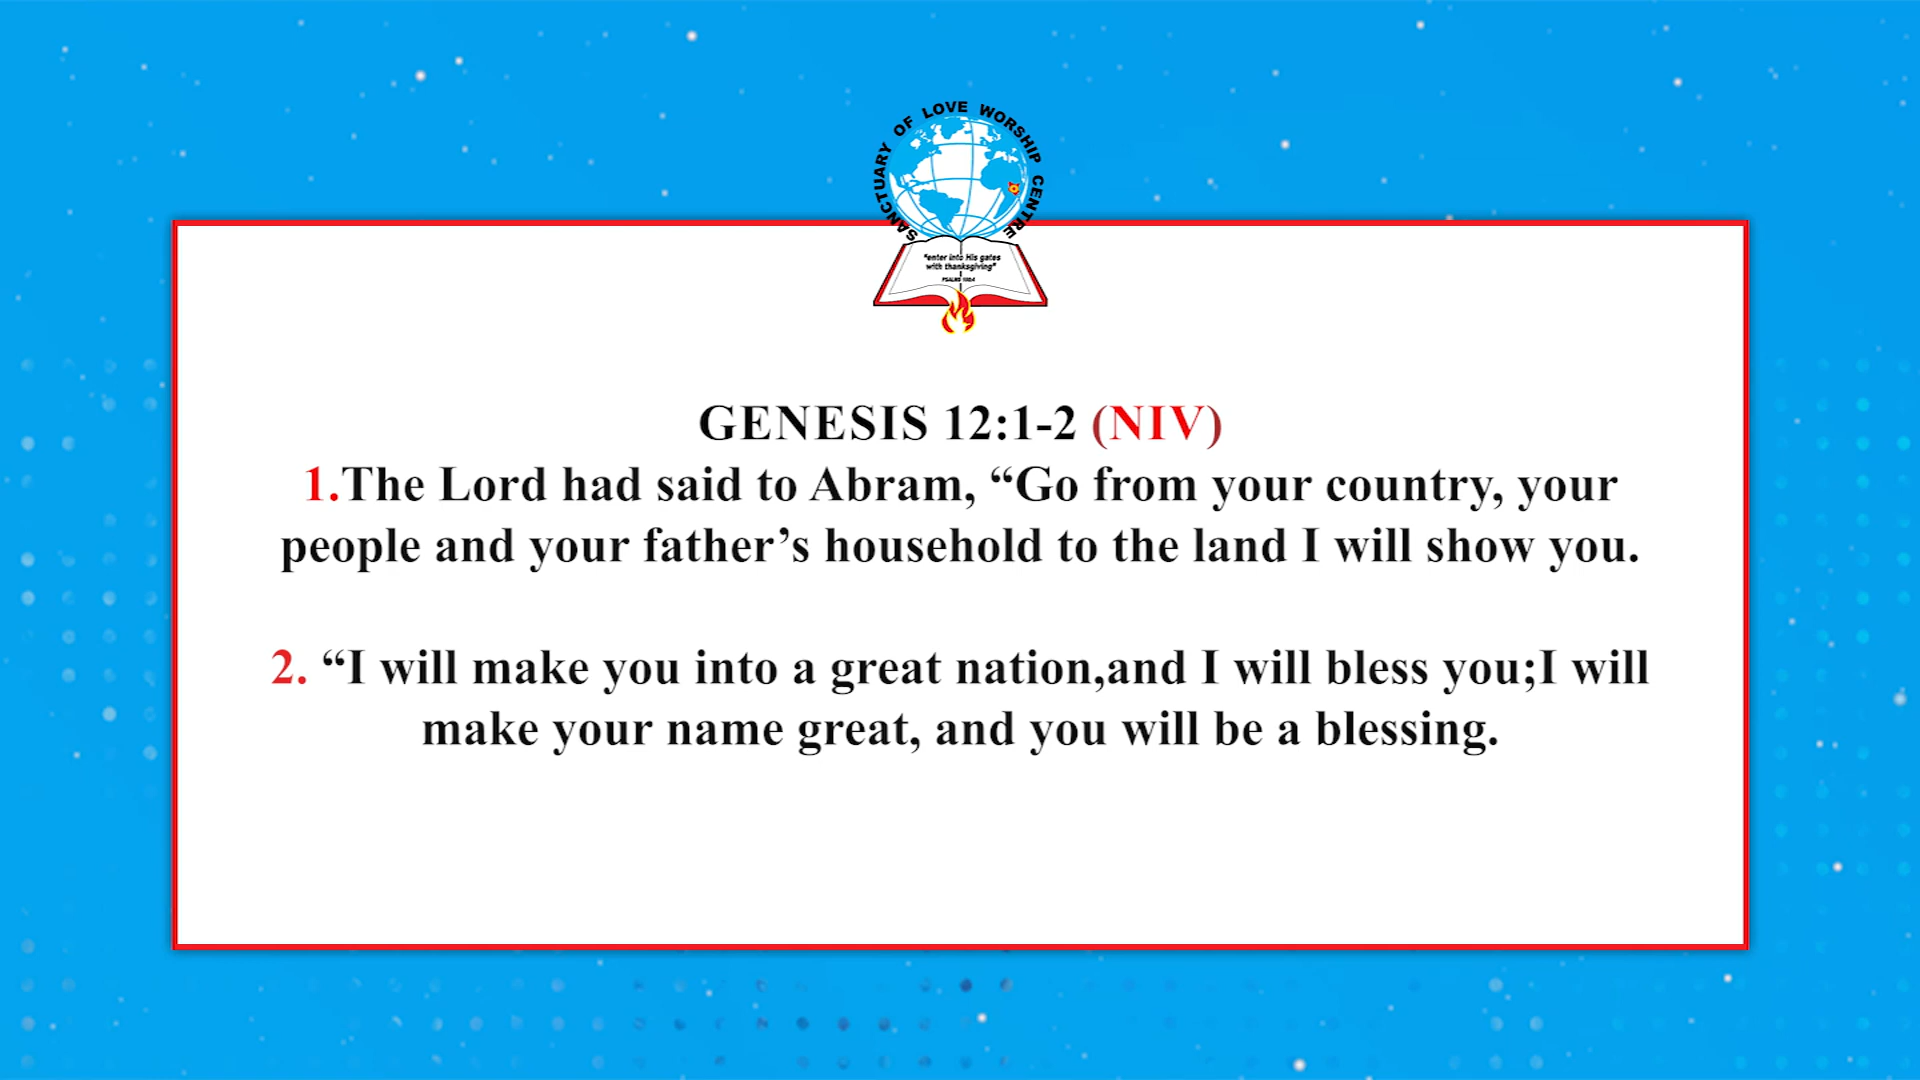 SANCTUARY OF LOVE WORSHIP CENTRE
"enter into His gates
with thanksgiving"
PSALMS 100:4
GENESIS 12:1-2 (NIV)
1.The Lord had said to Abram, “Go from your country, your
people and your father’s household to the land I will show you.
2. “I will make you into a great nation,and I will bless you;I will
make your name great, and you will be a blessing.